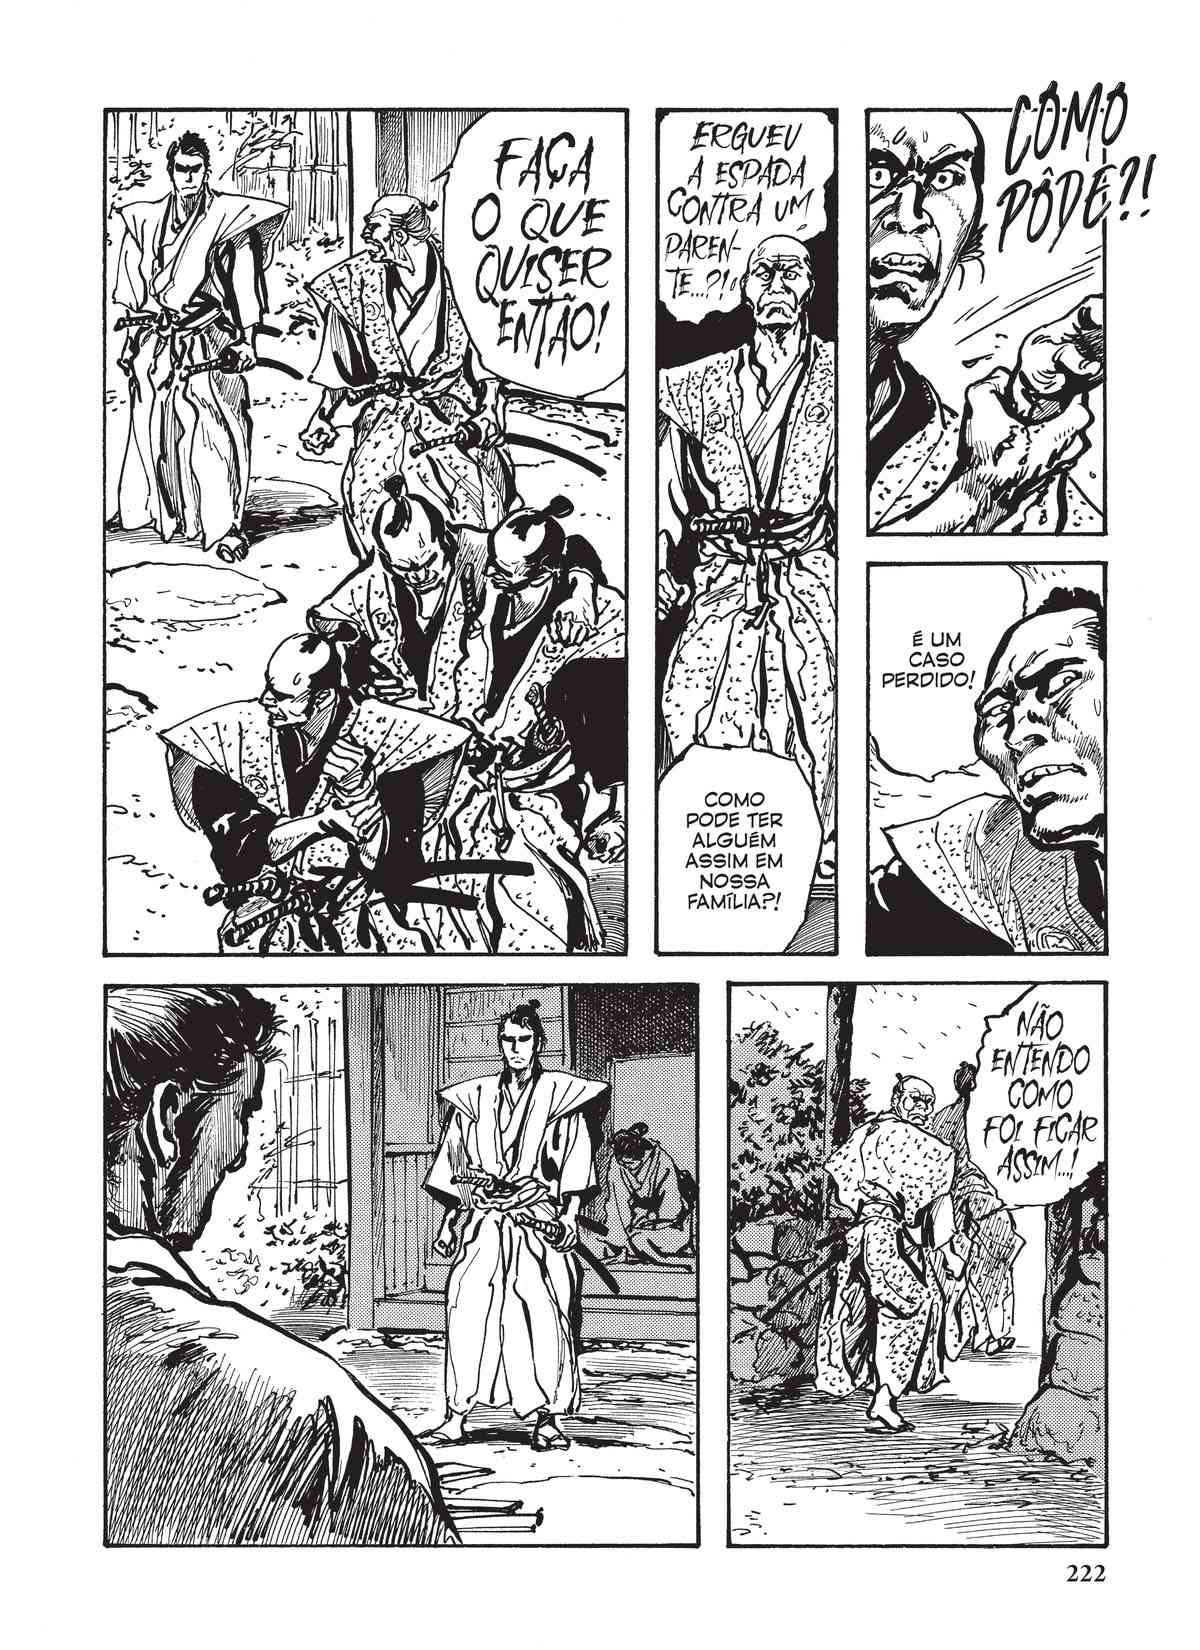 COMO
PÔDE?!
É UM
CASO
PERDIDO!
ERGUEU
A ESPADA
CONTRA UM
PAREN-
TE...?!
COMO
PODE TER
ALGUÉM
ASSIM EM
NOSSA
FAMÍLIA?!
FAÇA
O QUE
QUISER
ENTÃO!
NÃO
ENTENDO
COMO
FOI FICAR
ASSIM...!
222